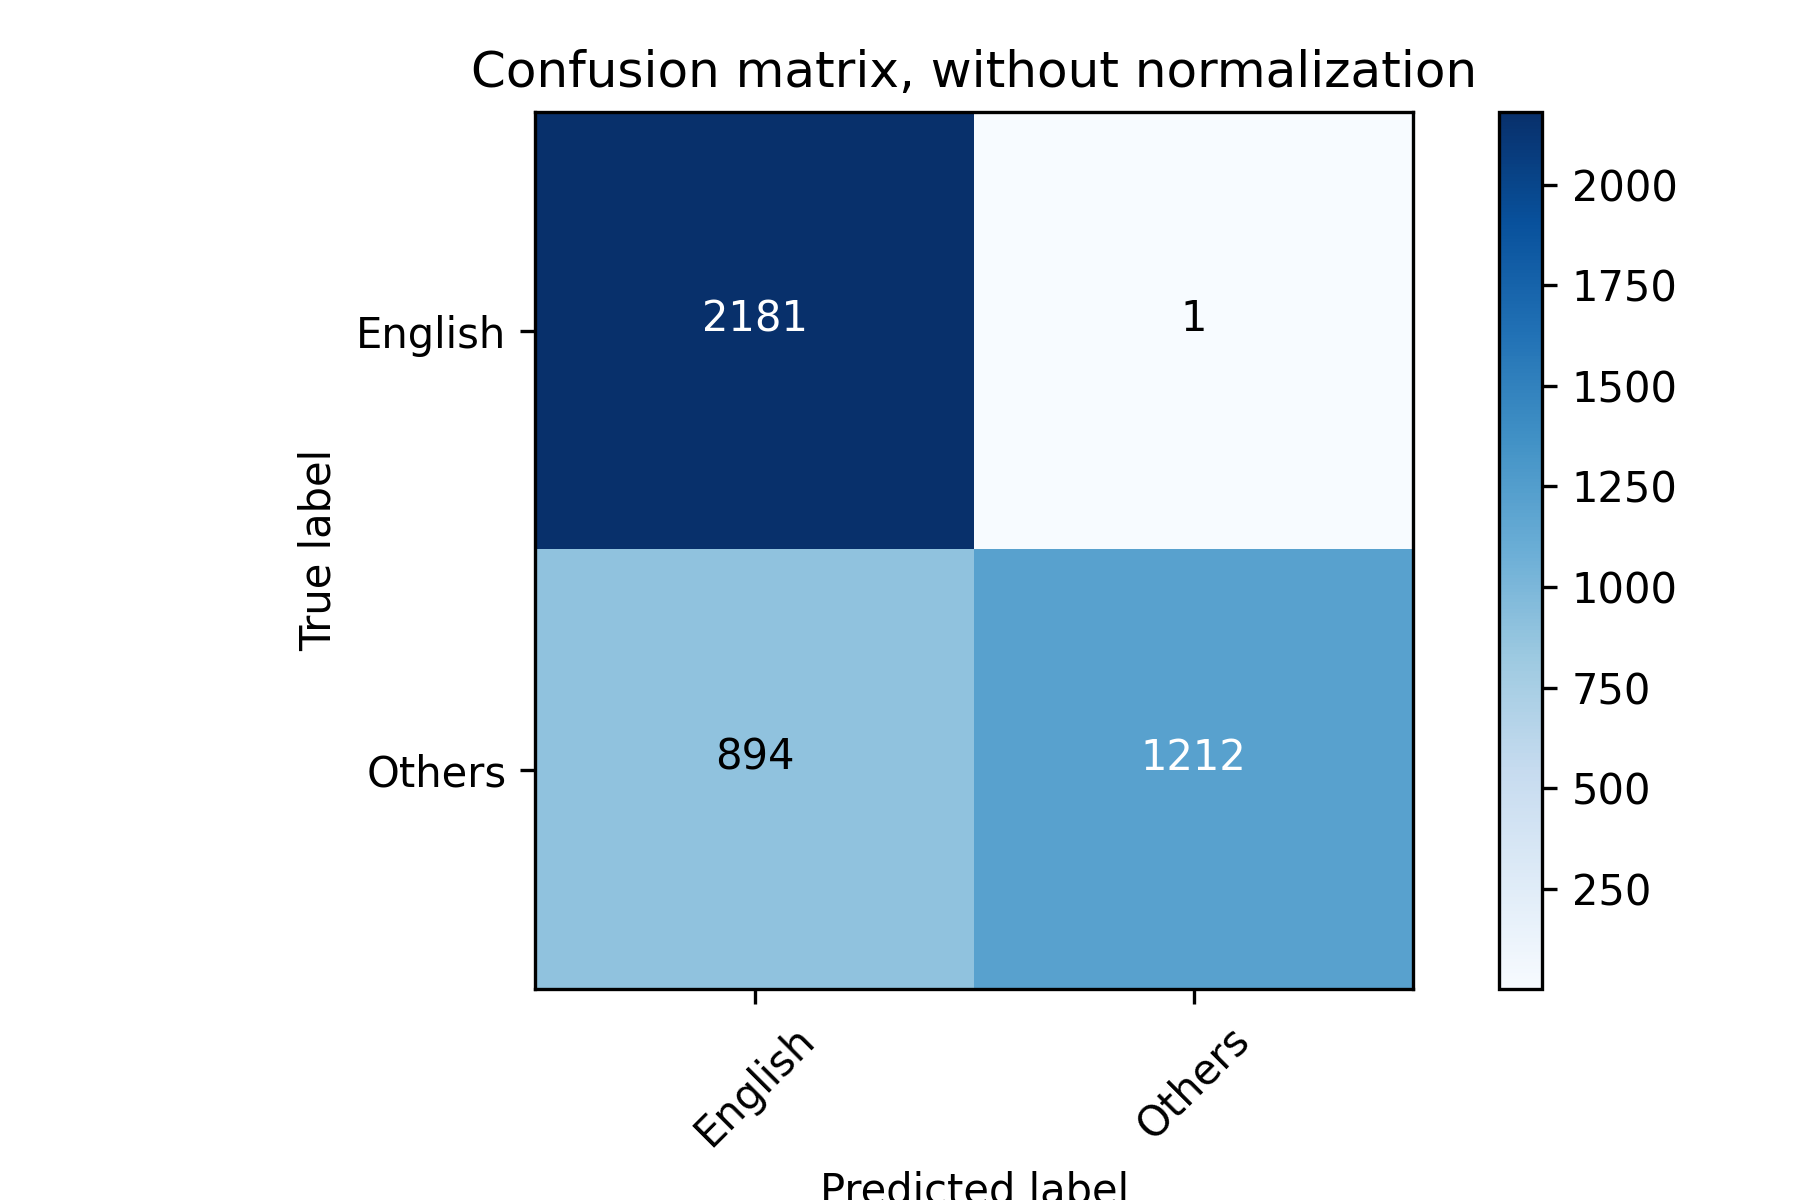 Confusion matrix, without normalization
True label
English
2181
1
Others
894
1212
English
Others
Predicted label
2000
1750
1500
1250
1000
750
500
250